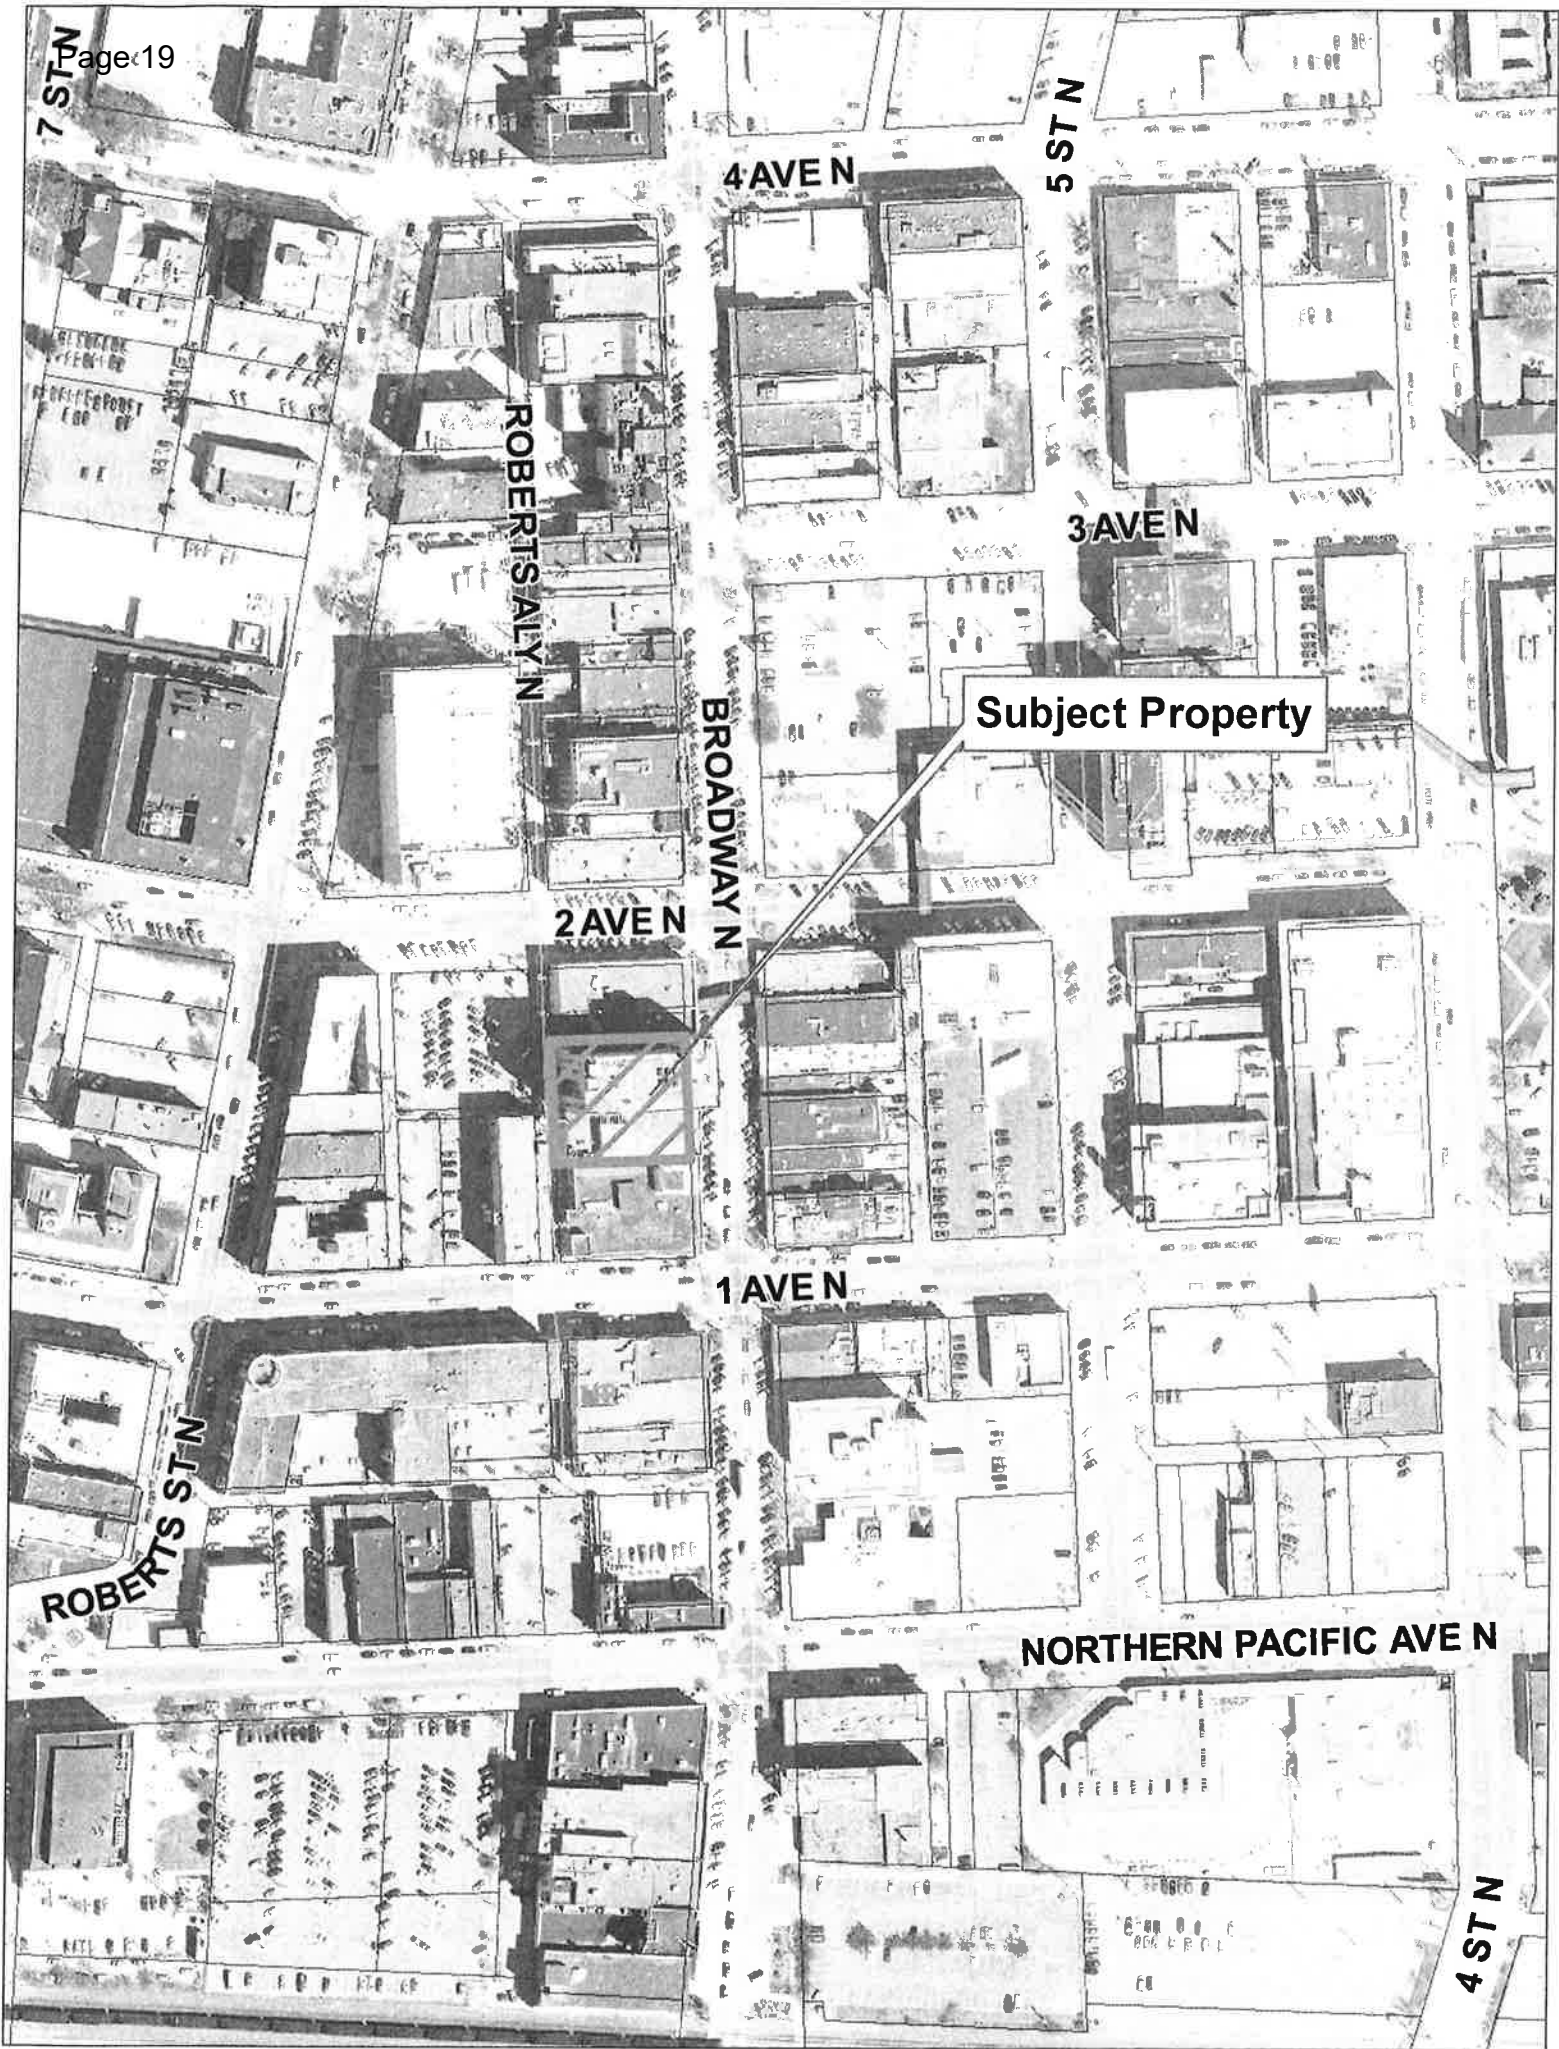 Page 19
7 ST N
4 AVE N
5 ST N
ROBERTS ALY N
3 AVE N
Subject Property
BROADWAY N
2 AVE N
1 AVE N
ROBERTS ST N
NORTHERN PACIFIC AVE N
4 ST N